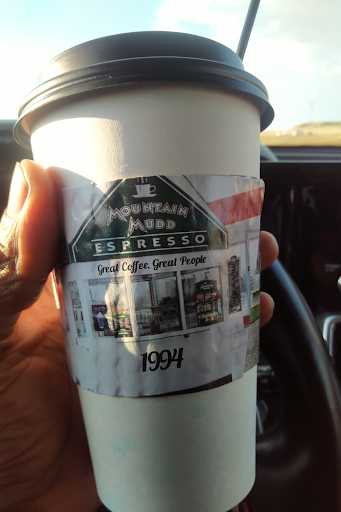 MOUNTAIN
MUDD
ESPRESSO
Great Coffee, Great People
1994